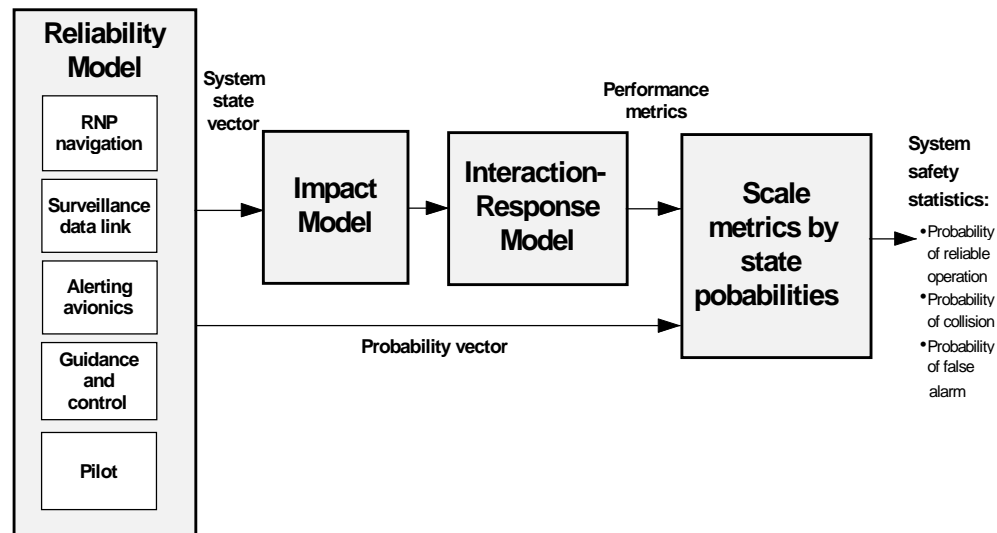 Reliability
Model
RNP
navigation
Surveillance
data link
Alerting
avionics
Guidance
and
control
Pilot
System
state
vector
Impact
Model
Interaction-
Response
Model
Performance
metrics
Probability vector
Scale
metrics by
state
pobabilities
System
safety
statistics:
•Probability
of reliable
operation
•Probability
of collision
•Probability
of false
alarm